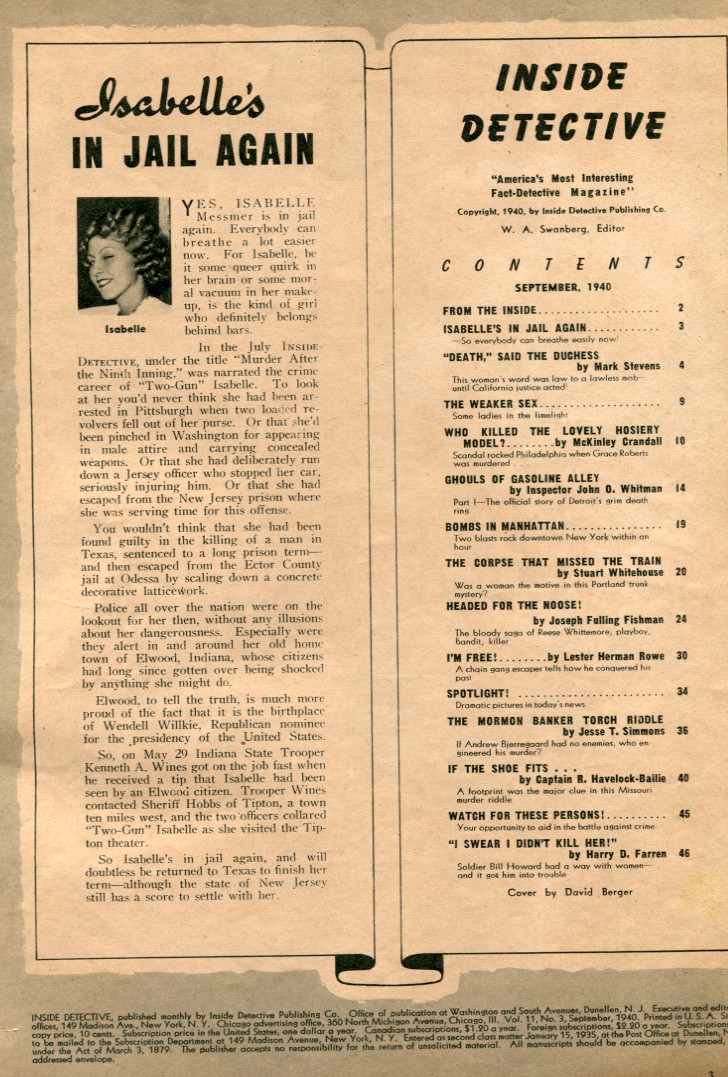 Isabelle's
IN JAIL AGAIN
Isabelle
YES, ISABELLE
Messmer is in jail
again. Everybody can
breathe a lot easier
now. For Isabelle, be
it some queer quirk in
her brain or some mor-
al vacuum in her make-
up, is the kind of girl
who definitely belongs
behind bars.
In the July INSIDE
DETECTIVE, under the title "Murder After
the Ninth Inning," was narrated the crime
career of "Two-Gun" Isabelle. To look
at her you'd never think she had been ar-
rested in Pittsburgh when two loaded re-
volvers fell out of her purse. Or that she'd
been pinched in Washington for appearing
in male attire and carrying concealed
weapons. Or that she had deliberately run
down a Jersey officer who stopped her car,
seriously injuring him. Or that she had
escaped from the New Jersey prison where
she was serving time for this offense.
You wouldn't think that she had been
found guilty in the killing of a man in
Texas, sentenced to a long prison term—
and then escaped from the Ector County
jail at Odessa by scaling down a concrete
decorative latticework.
Police all over the nation were on the
lookout for her then, without any illusions
about her dangerousness. Especially were
they alert in and around her old home
town of Elwood, Indiana, whose citizens
had long since gotten over being shocked
by anything she might do.
Elwood, to tell the truth, is much more
proud of the fact that it is the birthplace
of Wendell Willkie, Republican nominee
for the presidency of the United States.
So, on May 29 Indiana State Trooper
Kenneth A. Wines got on the job fast when
he received a tip that Isabelle had been
seen by an Elwood citizen. Trooper Wines
contacted Sheriff Hobbs of Tipton, a town
ten miles west, and the two officers collared
"Two-Gun" Isabelle as she visited the Tip-
ton theater.
So Isabelle's in jail again, and will
doubtless be returned to Texas to finish her
term—although the state of New Jersey
still has a score to settle with her.
INSIDE
DETECTIVE
"America's Most Interesting
Fact-Detective Magazine"
Copyright, 1940, by Inside Detective Publishing Co.
W. A. Swanberg, Editor
CONTENTS
SEPTEMBER, 1940
FROM THE INSIDE.................... 2
ISABELLE'S IN JAIL AGAIN............ 3
—So everybody can breathe easily now!
"DEATH," SAID THE DUCHESS
by Mark Stevens 4
This woman's word was law to a lawless mob—
until California justice acted!
THE WEAKER SEX.................... 9
Some ladies in the limelight
WHO KILLED THE LOVELY HOSIERY
MODEL?........by McKinley Crandall 10
Scandal rocked Philadelphia when Grace Roberts
was murdered . . .
GHOULS OF GASOLINE ALLEY
by Inspector John O. Whitman 14
Part I—The official story of Detroit's grim death
ring
BOMBS IN MANHATTAN................ 19
Two blasts rock downtown New York within an
hour
THE CORPSE THAT MISSED THE TRAIN
by Stuart Whitehouse 20
Was a woman the motive in this Portland trunk
mystery?
HEADED FOR THE NOOSE!
by Joseph Fulling Fishman 24
The bloody saga of Reese Whittemore, playboy,
bandit, killer
I'M FREE!........by Lester Herman Rowe 30
A chain gang escaper tells how he conquered his
past
SPOTLIGHT! ........................ 34
Dramatic pictures in today's news
THE MORMON BANKER TORCH RIDDLE
by Jesse T. Simmons 36
If Andrew Bjerregaard had no enemies, who en-
gineered his murder?
IF THE SHOE FITS . . .
by Captain R. Havelock-Bailie 40
A footprint was the major clue in this Missouri
murder riddle
WATCH FOR THESE PERSONS!.......... 45
Your opportunity to aid in the battle against crime
"I SWEAR I DIDN'T KILL HER!"
by Harry D. Farren 46
Soldier Bill Howard had a way with women—
and it got him into trouble
Cover by David Berger
INSIDE DETECTIVE, published monthly by Inside Detective Publishing Co. Office of publication at Washington and South Avenues, Dunellen, N. J. Executive and edit
offices, 149 Madison Ave., New York, N. Y. Chicago advertising office, 360 North Michigan Avenue, Chicago, Ill. Vol. 11, No. 3, September, 1940. Printed in U. S. A. Si
copy price, 10 cents. Subscription price in the United States, one dollar a year. Canadian subscriptions, $1.20 a year. Foreign subscriptions, $2.20 a year. Subscriptions
to be mailed to the Subscription Department at 149 Madison Avenue, New York, N. Y. Entered as second class matter January 15, 1935, at the Post Office at Dunellen, N
under the Act of March 3, 1879. The publisher accepts no responsibility for the return of unsolicited material. All manuscripts should be accompanied by stamped,
addressed envelope.
3